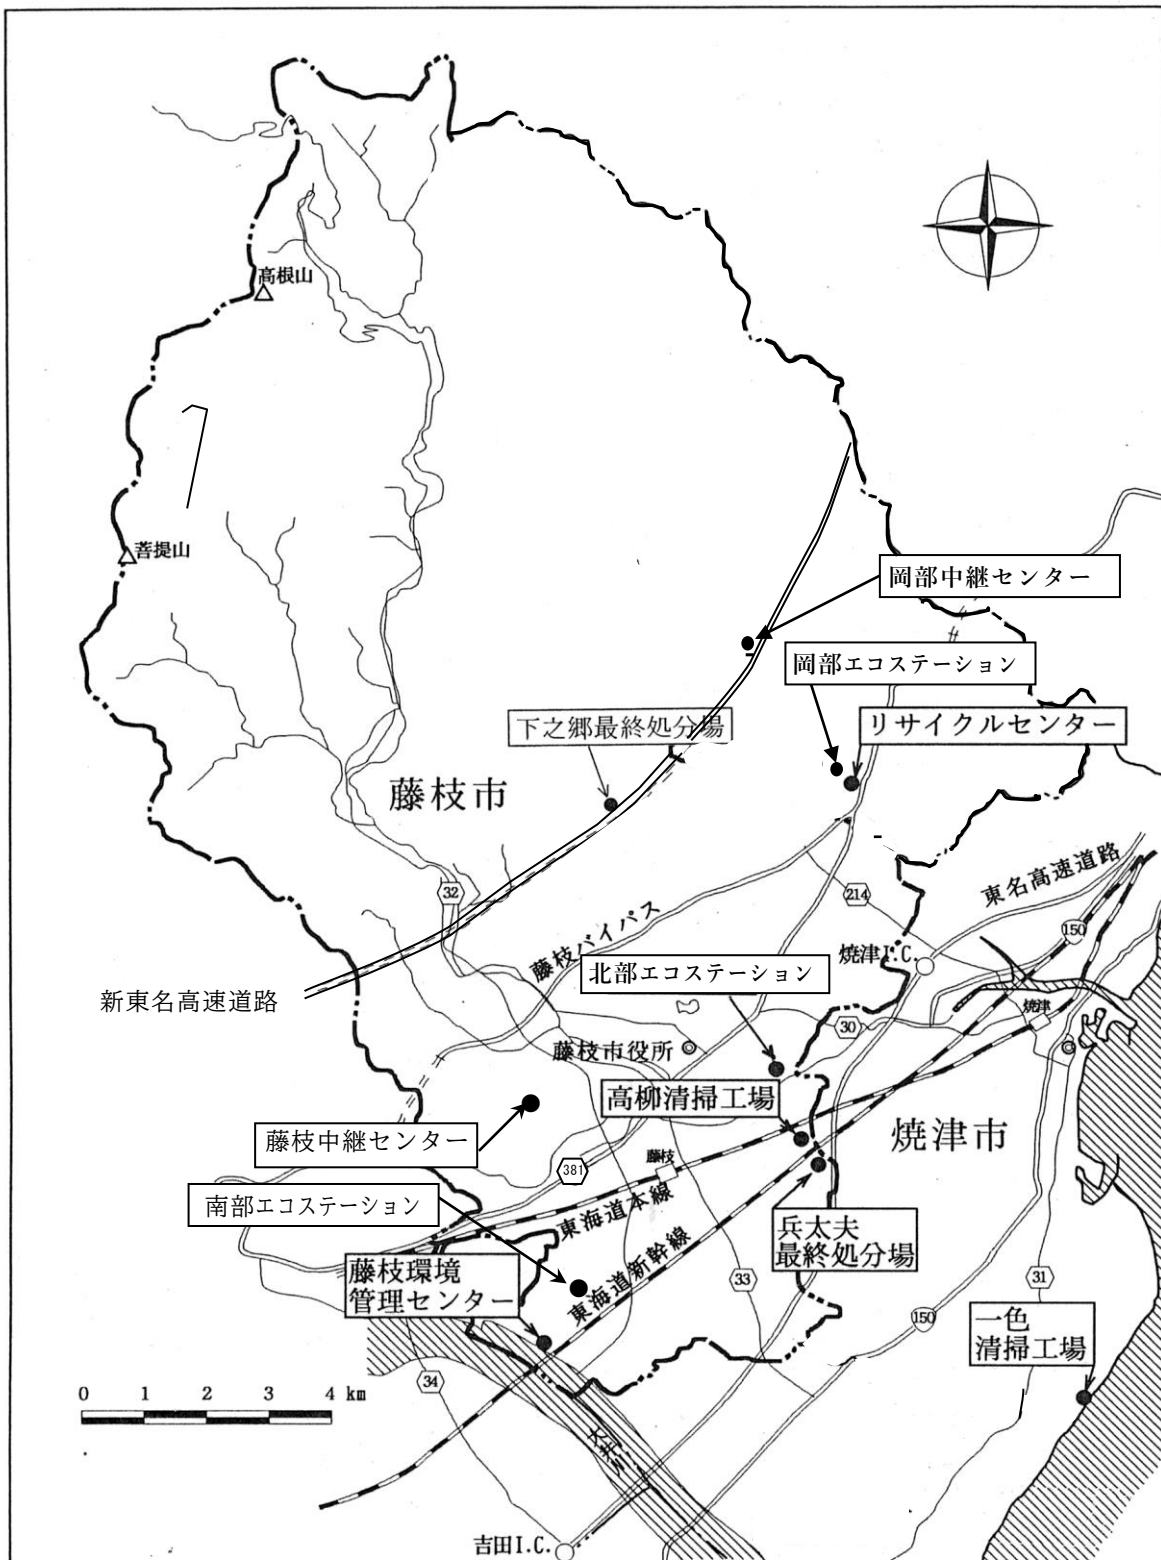 高根山
菩提山
岡部中継センター
岡部エコステーション
下之郷最終処分場
リサイクルセンター
藤枝市
東名高速道路
32
214
藤枝バイパス
150
焼津I.C.
北部エコステーション
新東名高速道路
焼津
30
藤枝市役所
高柳清掃工場
藤枝中継センター
焼津市
藤枝
381
南部エコステーション
東海道本線
兵太夫
最終処分場
東海道新幹線
藤枝環境
管理センター
33
31
150
一色
清掃工場
34
0 1 2 3 4 km
大井川
吉田I.C.